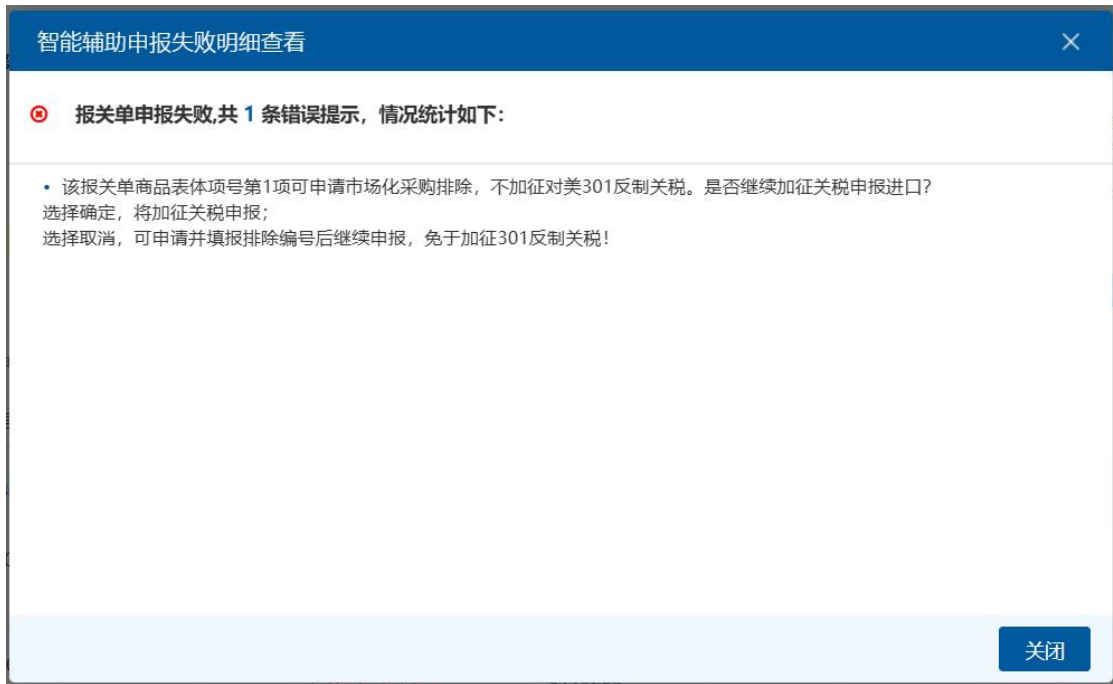 智能辅助申报失败明细查看
报关单申报失败,共 1 条错误提示，情况统计如下：
• 该报关单商品表体项号第1项可申请市场化采购排除，不加征对美301反制关税。是否继续加征关税申报进口？
选择确定，将加征关税申报；
选择取消，可申请并填报排除编号后继续申报，免于加征301反制关税！
关闭